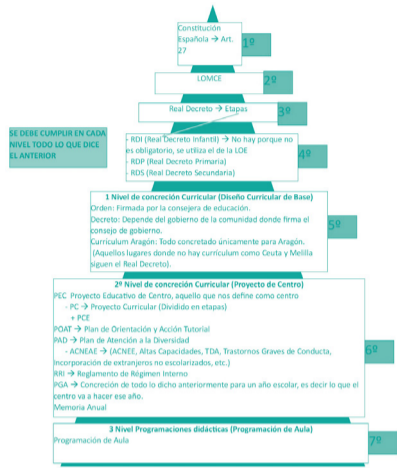 Constitución
Española → Art.
27
1º
LOMCE
2º
Real Decreto → Etapas
3º
SE DEBE CUMPLIR EN CADA
NIVEL TODO LO QUE DICE
EL ANTERIOR
- RDI (Real Decreto Infantil) → No hay porque no
es obligatorio, se utiliza el de la LOE
- RDP (Real Decreto Primaria)
- RDS (Real Decreto Secundaria)
4º
1 Nivel de concreción Curricular (Diseño Curricular de Base)
Orden: Firmada por la consejera de educación.
Decreto: Depende del gobierno de la comunidad donde firma el
consejo de gobierno.
Currículum Aragón: Todo concretado únicamente para Aragón.
(Aquellos lugares donde no hay currículum como Ceuta y Melilla
siguen el Real Decreto).
5º
2º Nivel de concreción Curricular (Proyecto de Centro)
PEC Proyecto Educativo de Centro, aquello que nos define como centro
- PC → Proyecto Curricular (Dividido en etapas)
+ PCE
POAT → Plan de Orientación y Acción Tutorial
PAD → Plan de Atención a la Diversidad
- ACNEAE → (ACNEE, Altas Capacidades, TDA, Trastornos Graves de Conducta,
Incorporación de extranjeros no escolarizados, etc.)
RRI → Reglamento de Régimen Interno
PGA → Concreción de todo lo dicho anteriormente para un año escolar, es decir lo que el
centro va a hacer ese año.
Memoria Anual
6º
3 Nivel Programaciones didácticas (Programación de Aula)
Programación de Aula
7º